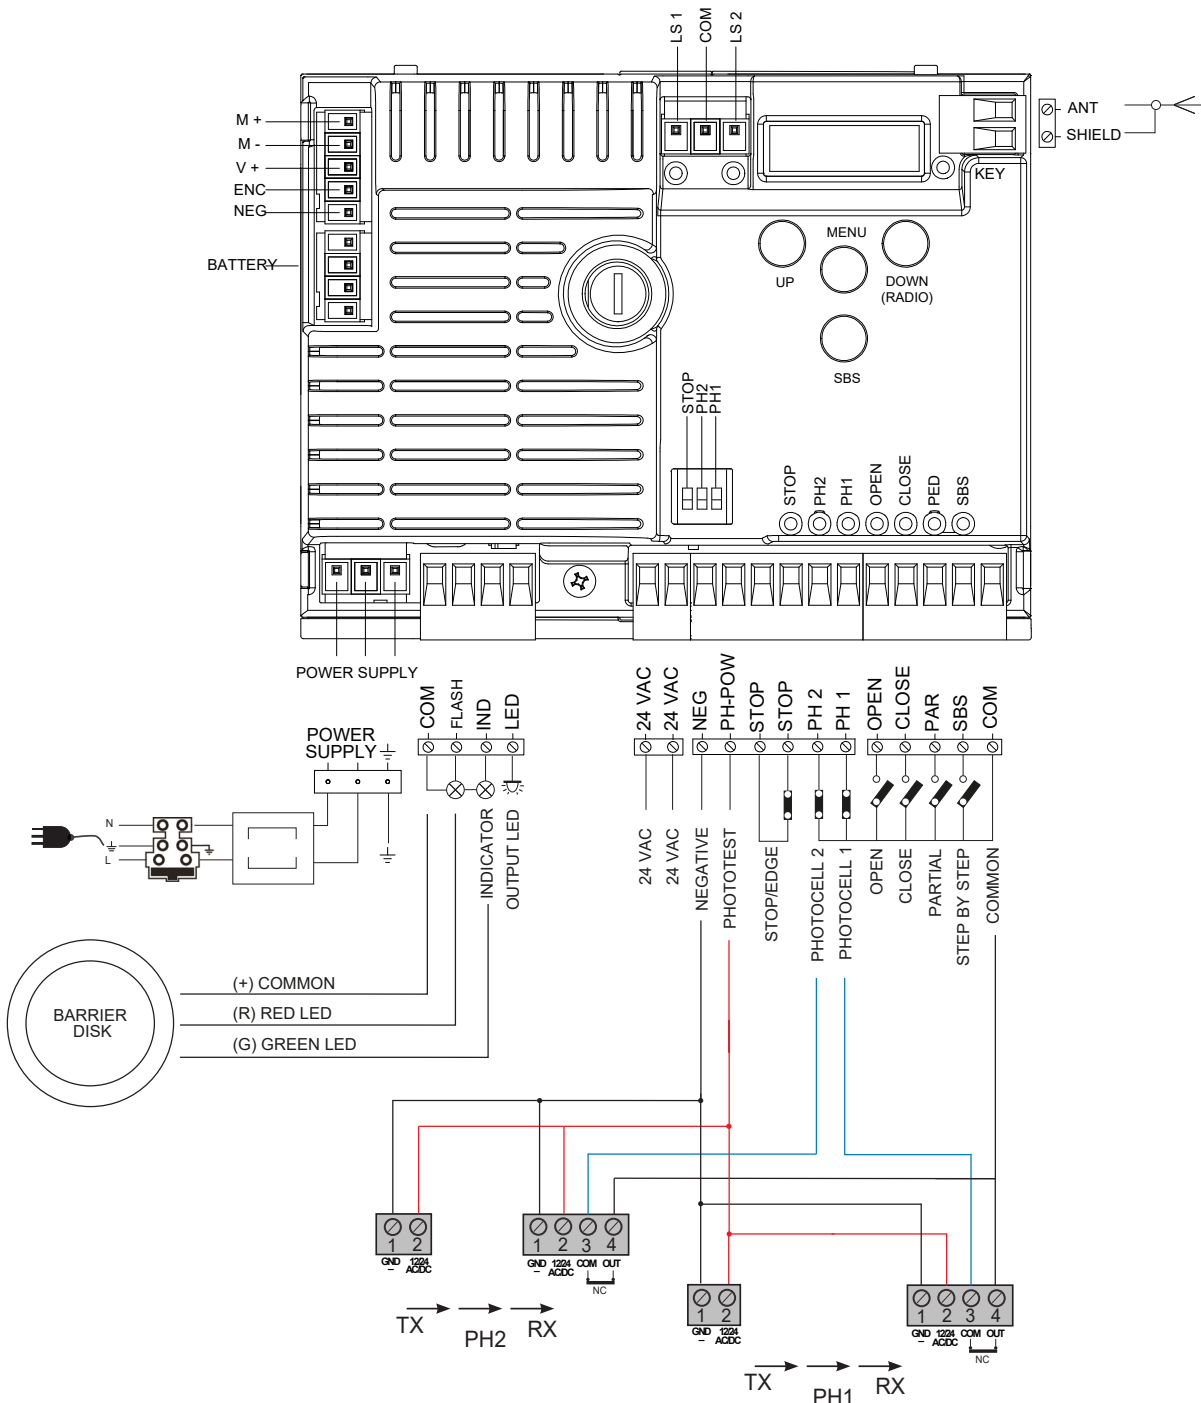 LS 1
COM
LS 2
M +
M -
V +
ENC
NEG
BATTERY
ANT
SHIELD
KEY
MENU
UP
DOWN
(RADIO)
SBS
STOP
PH2
PH1
STOP
PH2
PH1
OPEN
CLOSE
PED
SBS
POWER SUPPLY
COM
FLASH
IND
LED
24 VAC
24 VAC
NEG
PH-POW
STOP
STOP
PH 2
PH 1
OPEN
CLOSE
PAR
SBS
COM
POWER
SUPPLY
N
L
INDICATOR
OUTPUT LED
24 VAC
24 VAC
NEGATIVE
PHOTOTEST
STOP/EDGE
PHOTOCELL 2
PHOTOCELL 1
OPEN
CLOSE
PARTIAL
STEP BY STEP
COMMON
BARRIER
DISK
(+) COMMON
(R) RED LED
(G) GREEN LED
1 2
GND 12/24
– AC/DC
1 2 3 4
GND 12/24 COM OUT
– AC/DC
NC
TX
PH2
RX
1 2
GND 12/24
– AC/DC
1 2 3 4
GND 12/24 COM OUT
– AC/DC
NC
TX
PH1
RX